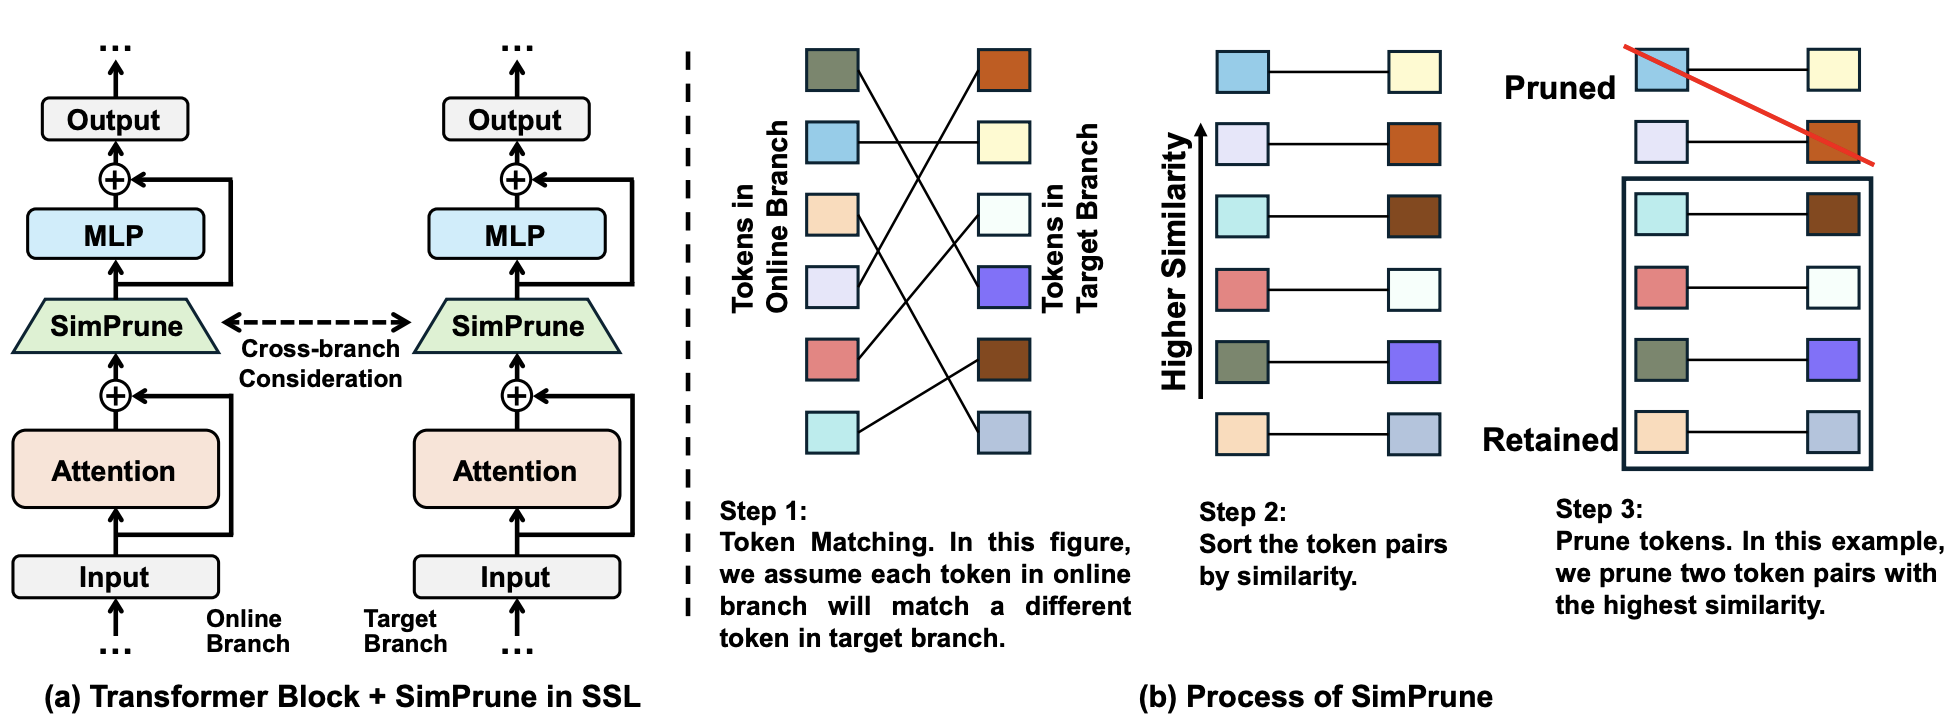 ...
Output
+
MLP
SimPrune
+
Attention
Input
...
Online
Branch
Cross-branch
Consideration
...
Output
+
MLP
SimPrune
+
Attention
Input
...
Target
Branch
(a) Transformer Block + SimPrune in SSL
Tokens in
Online Branch
Tokens in
Target Branch
Step 1:
Token Matching. In this figure,
we assume each token in online
branch will match a different
token in target branch.
Higher Similarity
Step 2:
Sort the token pairs
by similarity.
Pruned
Retained
Step 3:
Prune tokens. In this example,
we prune two token pairs with
the highest similarity.
(b) Process of SimPrune